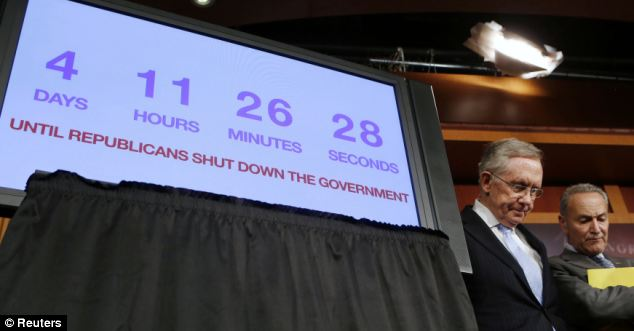 4 11 26 28
DAYS HOURS MINUTES SECONDS
UNTIL REPUBLICANS SHUT DOWN THE GOVERNMENT
© Reuters